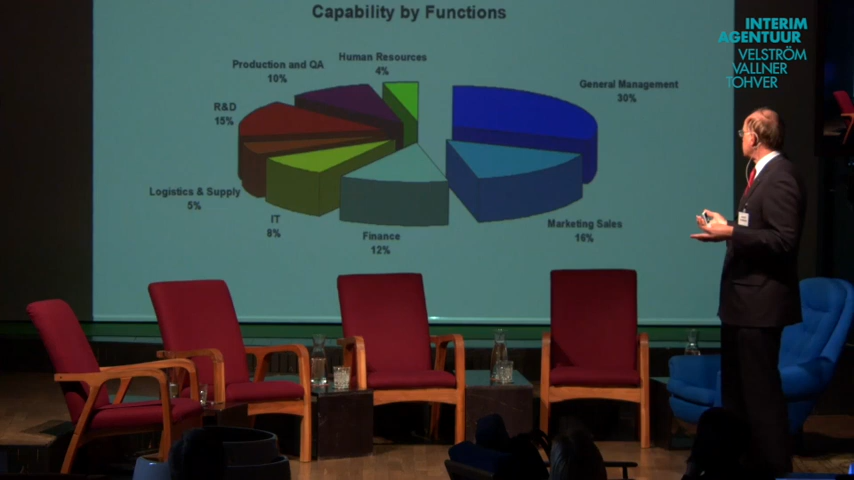 Capability by Functions
INTERIM
AGENTUUR
VELSTRÖM
VALLNER
TOHVER
Human Resources
4%
Production and QA
10%
General Management
30%
R&D
15%
Logistics & Supply
5%
IT
8%
Finance
12%
Marketing Sales
16%